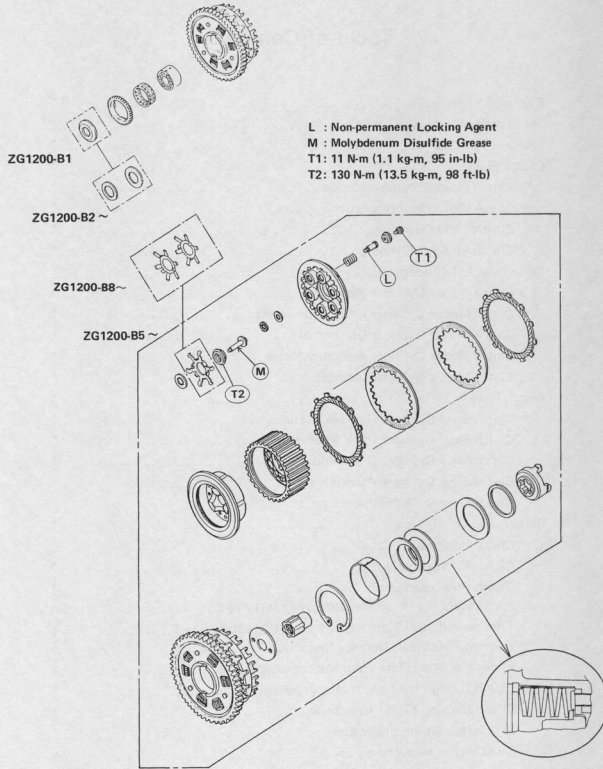 L : Non-permanent Locking Agent
M : Molybdenum Disulfide Grease
T1: 11 N-m (1.1 kg-m, 95 in-lb)
T2: 130 N-m (13.5 kg-m, 98 ft-lb)
ZG1200-B1
ZG1200-B2 ~
ZG1200-B8~
ZG1200-B5 ~
T1
L
M
T2